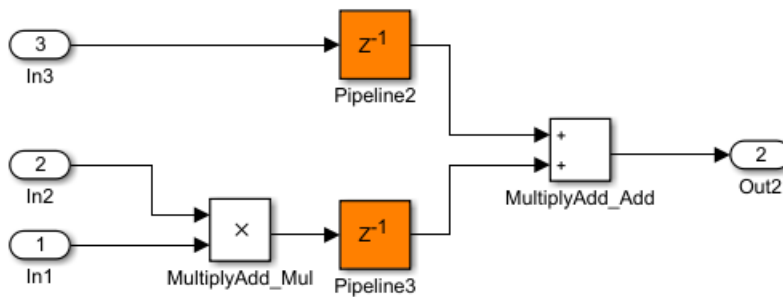 3
In3
Z-1
Pipeline2
+
+
MultiplyAdd_Add
2
Out2
2
In2
1
In1
×
MultiplyAdd_Mul
Z-1
Pipeline3